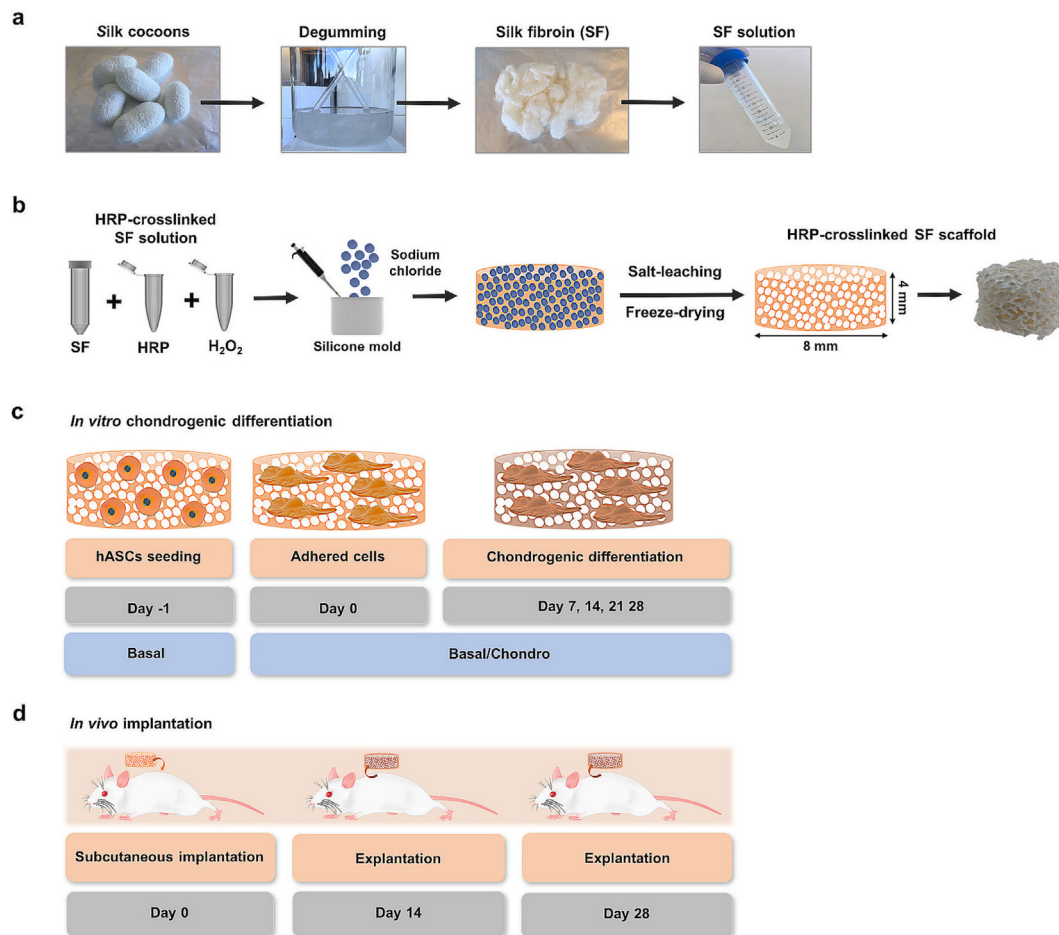 a
Silk cocoons
Degumming
Silk fibroin (SF)
SF solution
b
HRP-crosslinked
SF solution
SF
+
HRP
+
H₂O₂
Sodium
chloride
Silicone mold
Salt-leaching
Freeze-drying
HRP-crosslinked SF scaffold
4 mm
8 mm
c
In vitro chondrogenic differentiation
hASCs seeding
Adhered cells
Chondrogenic differentiation
Day -1
Day 0
Day 7, 14, 21 28
Basal
Basal/Chondro
d
In vivo implantation
Subcutaneous implantation
Explantation
Explantation
Day 0
Day 14
Day 28